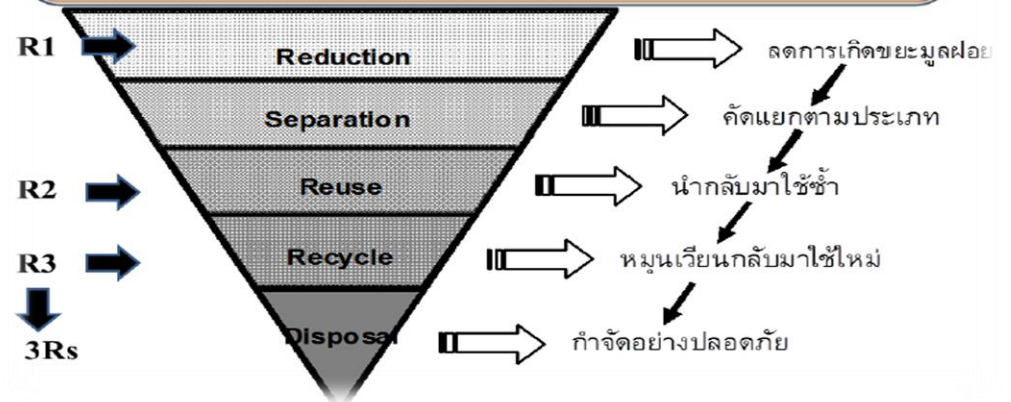 R1 Reduction ลดการเกิดขยะมูลฝอย
Separation คัดแยกตามประเภท
R2 Reuse นำกลับมาใช้ซ้ำ
R3 Recycle หมุนเวียนกลับมาใช้ใหม่
3Rs Disposal กำจัดอย่างปลอดภัย